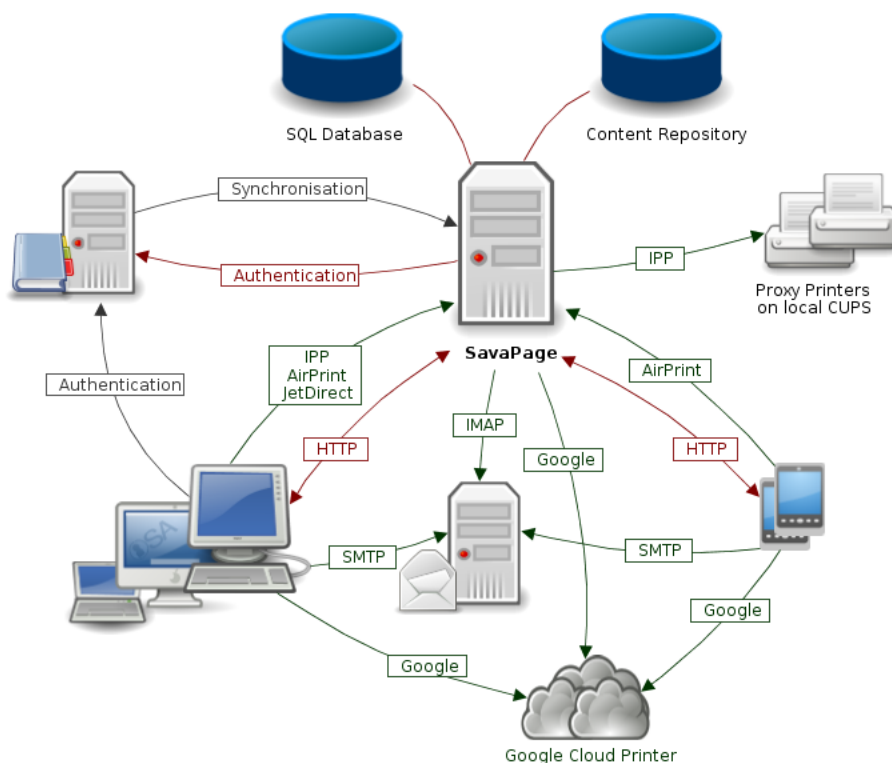 SQL Database
Content Repository
Synchronisation
Authentication
IPP
Proxy Printers
on local CUPS
IPP
AirPrint
JetDirect
SavaPage
AirPrint
Authentication
HTTP
IMAP
Google
HTTP
SMTP
SMTP
Google
Google
Google Cloud Printer